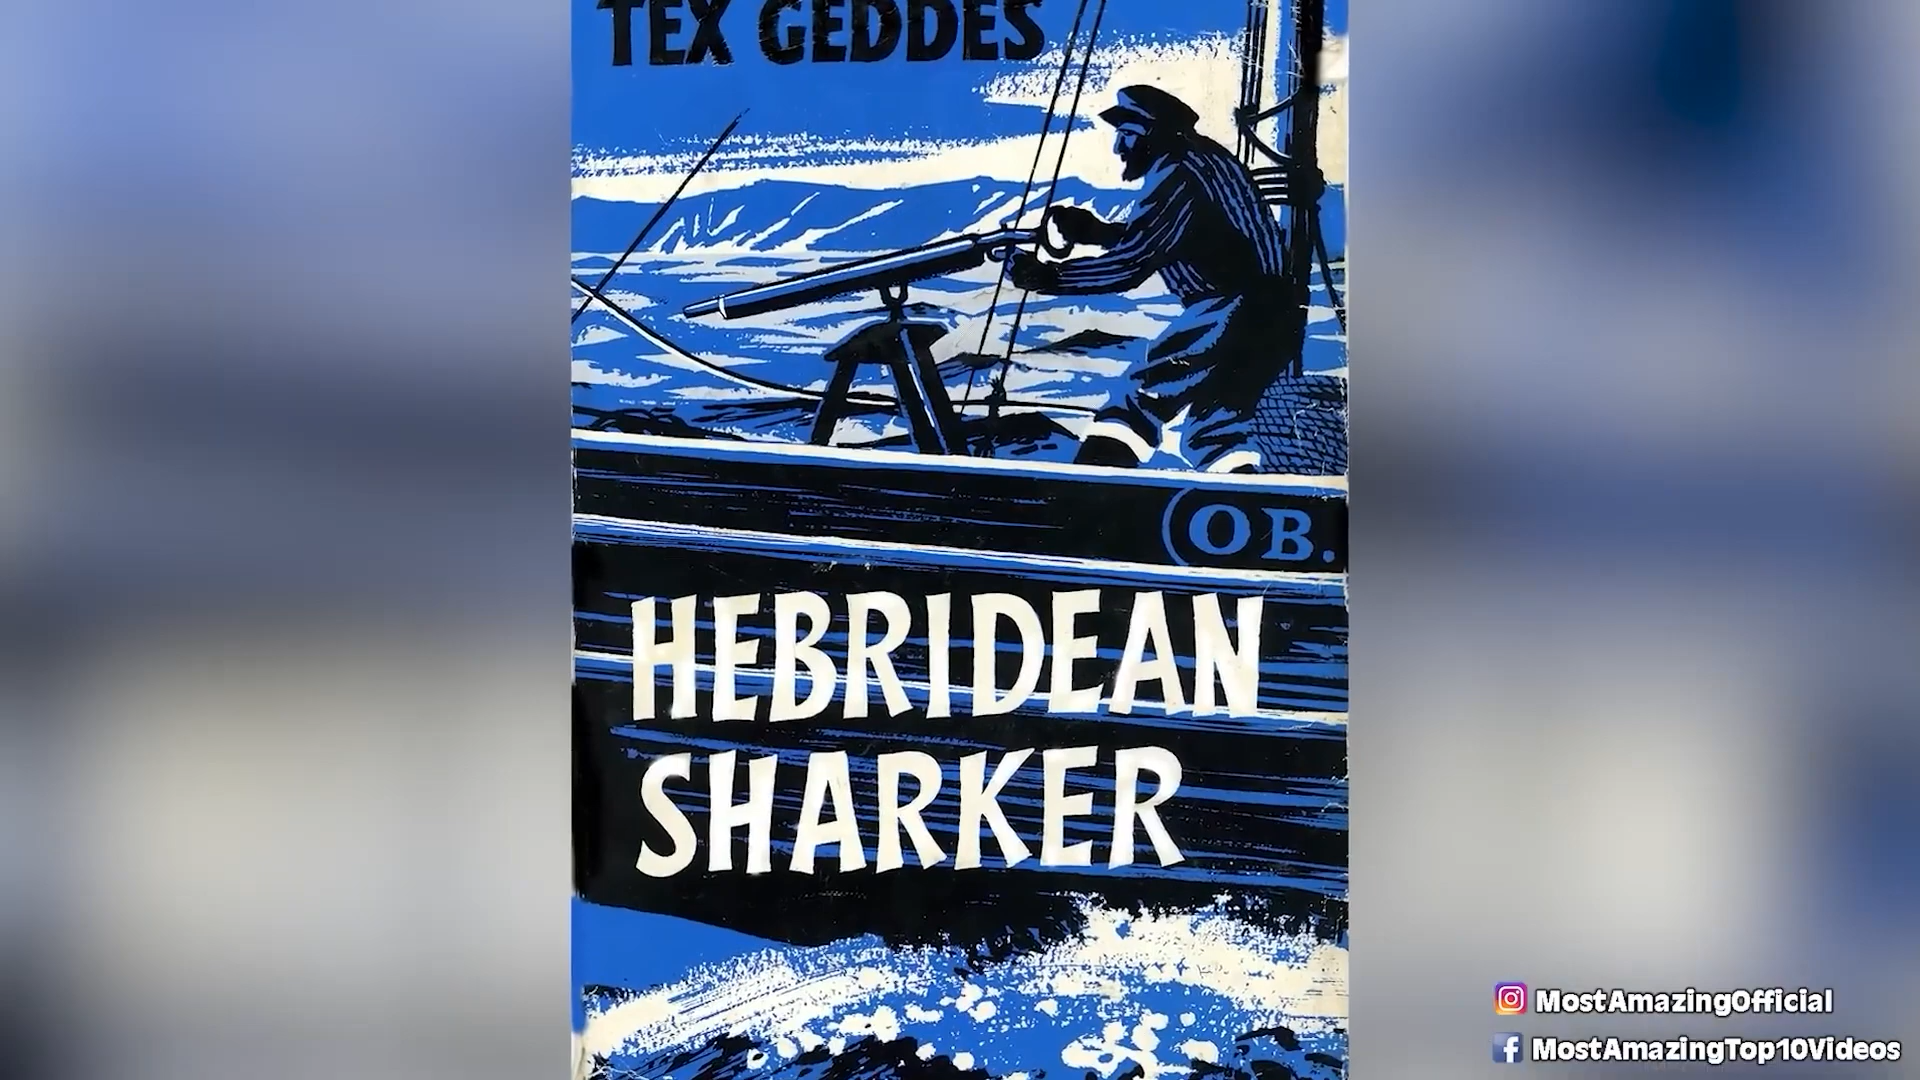 TEX GEDDES
OB.
HEBRIDEAN
SHARKER
MostAmazingOfficial
MostAmazingTop10Videos